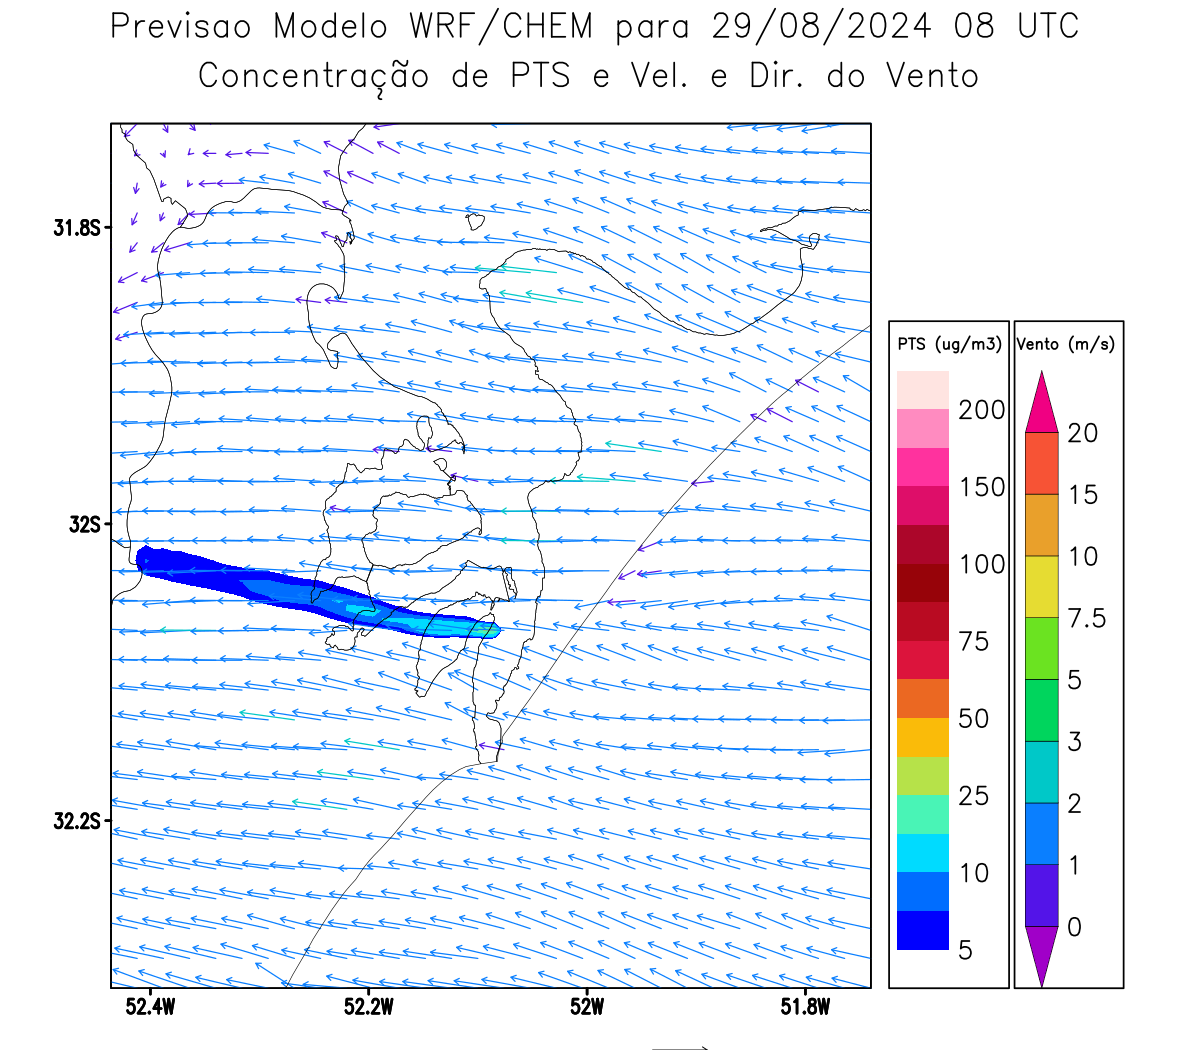 Previsao Modelo WRF/CHEM para 29/08/2024 08 UTC
Concentração de PTS e Vel. e Dir. do Vento
31.8S
32S
32.2S
52.4W
52.2W
52W
51.8W
PTS (ug/m3)
200
150
100
75
50
25
10
5
Vento (m/s)
20
15
10
7.5
5
3
2
1
0